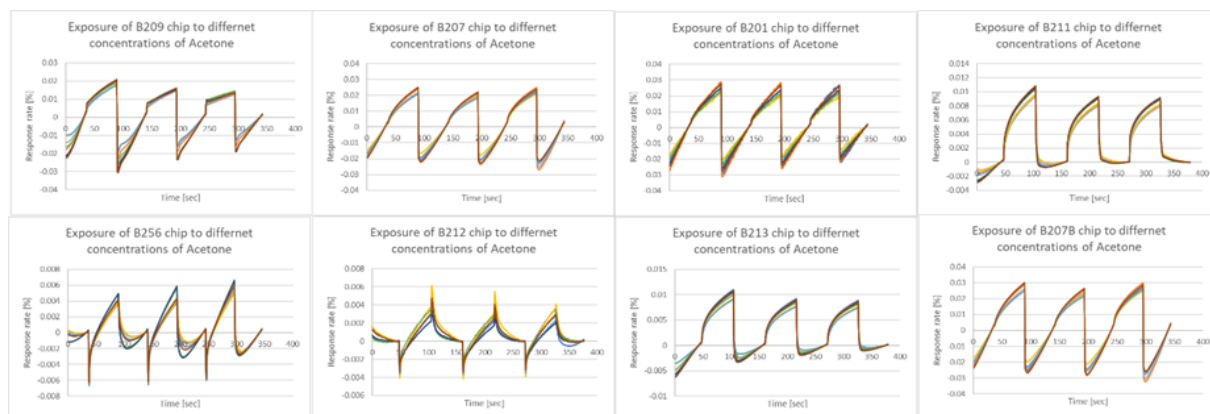 Exposure of B209 chip to differnet
concentrations of Acetone
Response rate [%]
0.03
0.02
0.01
0
-0.01
-0.02
-0.03
-0.04
0 50 100 150 200 250 300 350 400
Time [sec]
Exposure of B207 chip to differnet
concentrations of Acetone
Response rate [%]
0.04
0.03
0.02
0.01
0
-0.01
-0.02
-0.03
-0.04
0 50 100 150 200 250 300 350 400
Time [sec]
Exposure of B201 chip to differnet
concentrations of Acetone
Response rate [%]
0.04
0.03
0.02
0.01
0
-0.01
-0.02
-0.03
-0.04
0 50 100 150 200 250 300 350 400
Time [sec]
Exposure of B211 chip to differnet
concentrations of Acetone
Response rate [%]
0.014
0.012
0.01
0.008
0.006
0.004
0.002
0
-0.002
-0.004
0 50 100 150 200 250 300 350 400
Time [sec]
Exposure of B256 chip to differnet
concentrations of Acetone
Response rate [%]
0.008
0.006
0.004
0.002
0
-0.002
-0.004
-0.006
-0.008
0 50 100 150 200 250 300 350 400
Time [sec]
Exposure of B212 chip to differnet
concentrations of Acetone
Response rate [%]
0.008
0.006
0.004
0.002
0
-0.002
-0.004
-0.006
0 50 100 150 200 250 300 350 400
Time [sec]
Exposure of B213 chip to differnet
concentrations of Acetone
Response rate [%]
0.015
0.01
0.005
0
-0.005
-0.01
0 50 100 150 200 250 300 350 400
Time [sec]
Exposure of B207B chip to differnet
concentrations of Acetone
Response rate [%]
0.04
0.03
0.02
0.01
0
-0.01
-0.02
-0.03
-0.04
0 50 100 150 200 250 300 350 400
Time [sec]